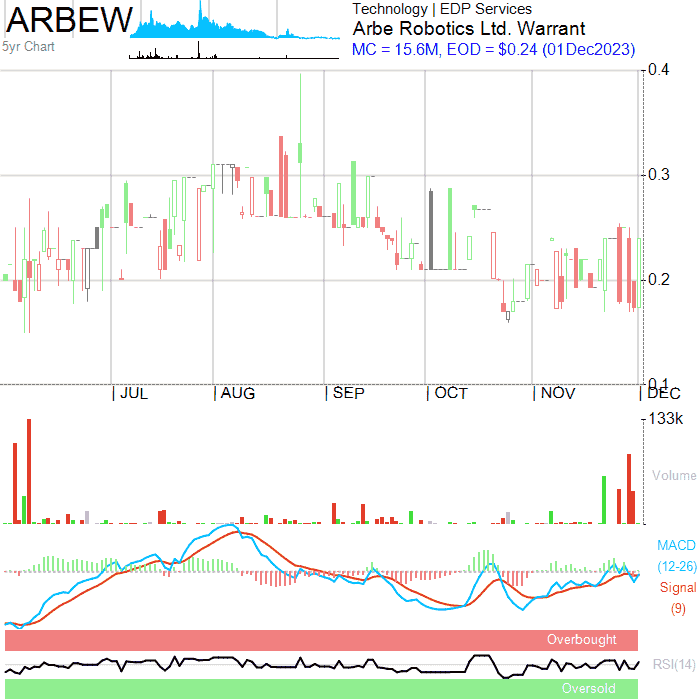 ARBEW
5yr Chart
Technology | EDP Services
Arbe Robotics Ltd. Warrant
MC = 15.6M, EOD = $0.24 (01Dec2023)
0.4
0.3
0.2
0.1
| JUL | AUG | SEP | OCT | NOV | DEC
133k
Volume
MACD
(12-26)
Signal
(9)
Overbought
RSI(14)
Oversold